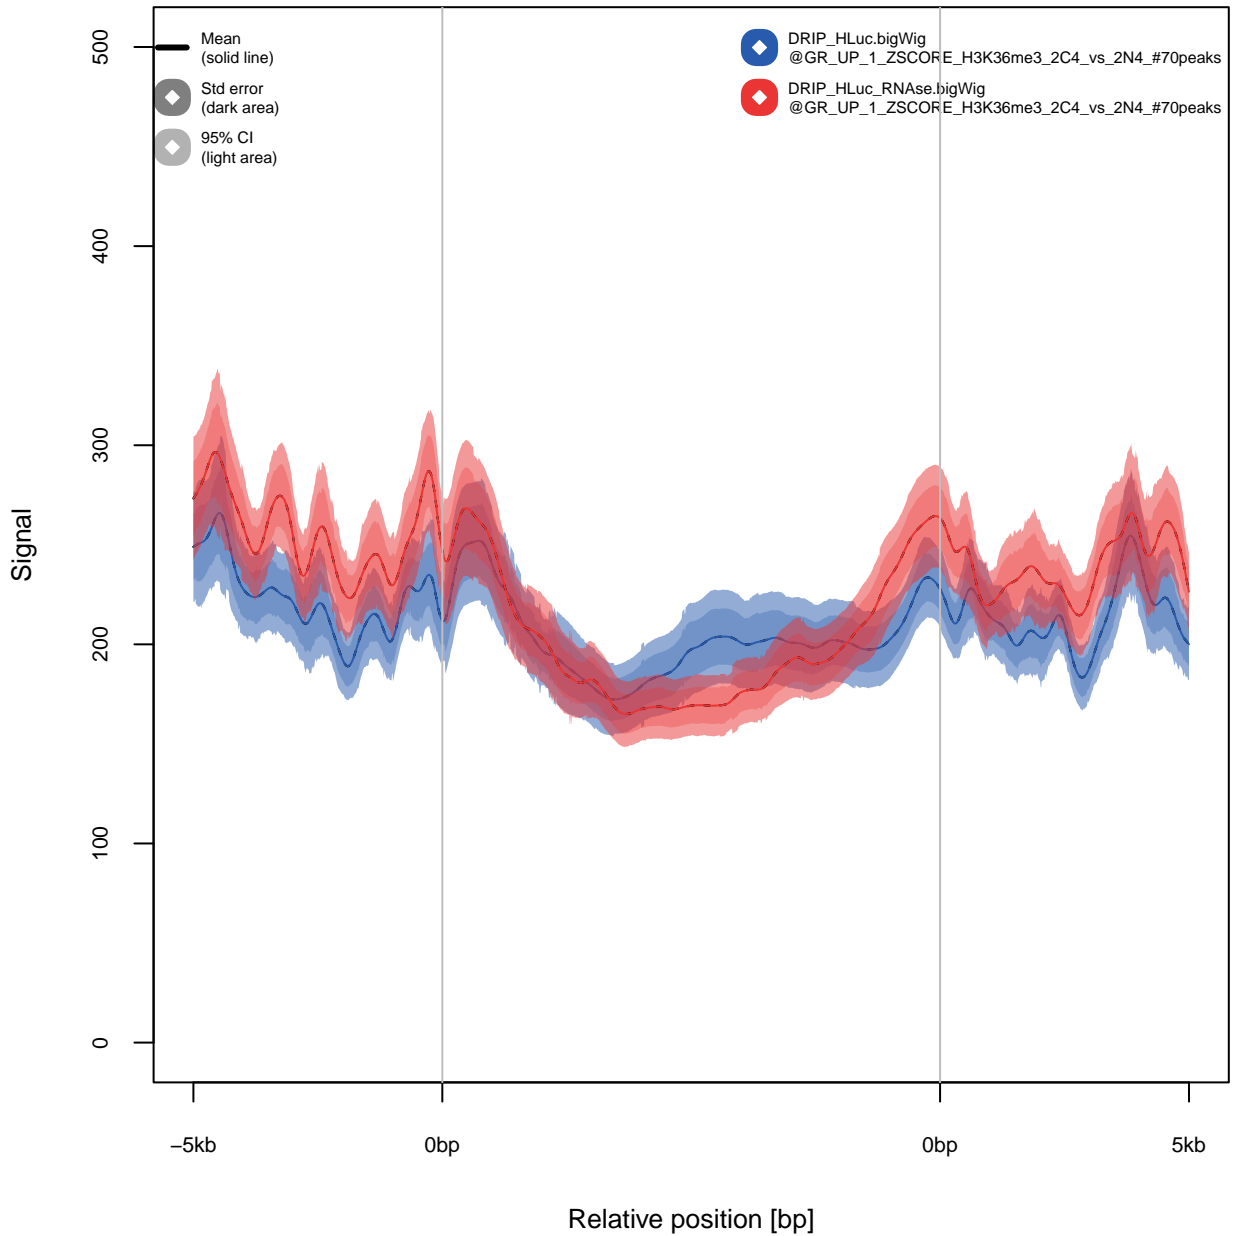 500
400
300
200
100
0
Signal
Mean
(solid line)
Std error
(dark area)
95% CI
(light area)
DRIP_HLuc.bigWig
@GR_UP_1_ZSCORE_H3K36me3_2C4_vs_2N4_#70peaks
DRIP_HLuc_RNAse.bigWig
@GR_UP_1_ZSCORE_H3K36me3_2C4_vs_2N4_#70peaks
−5kb
0bp
0bp
5kb
Relative position [bp]